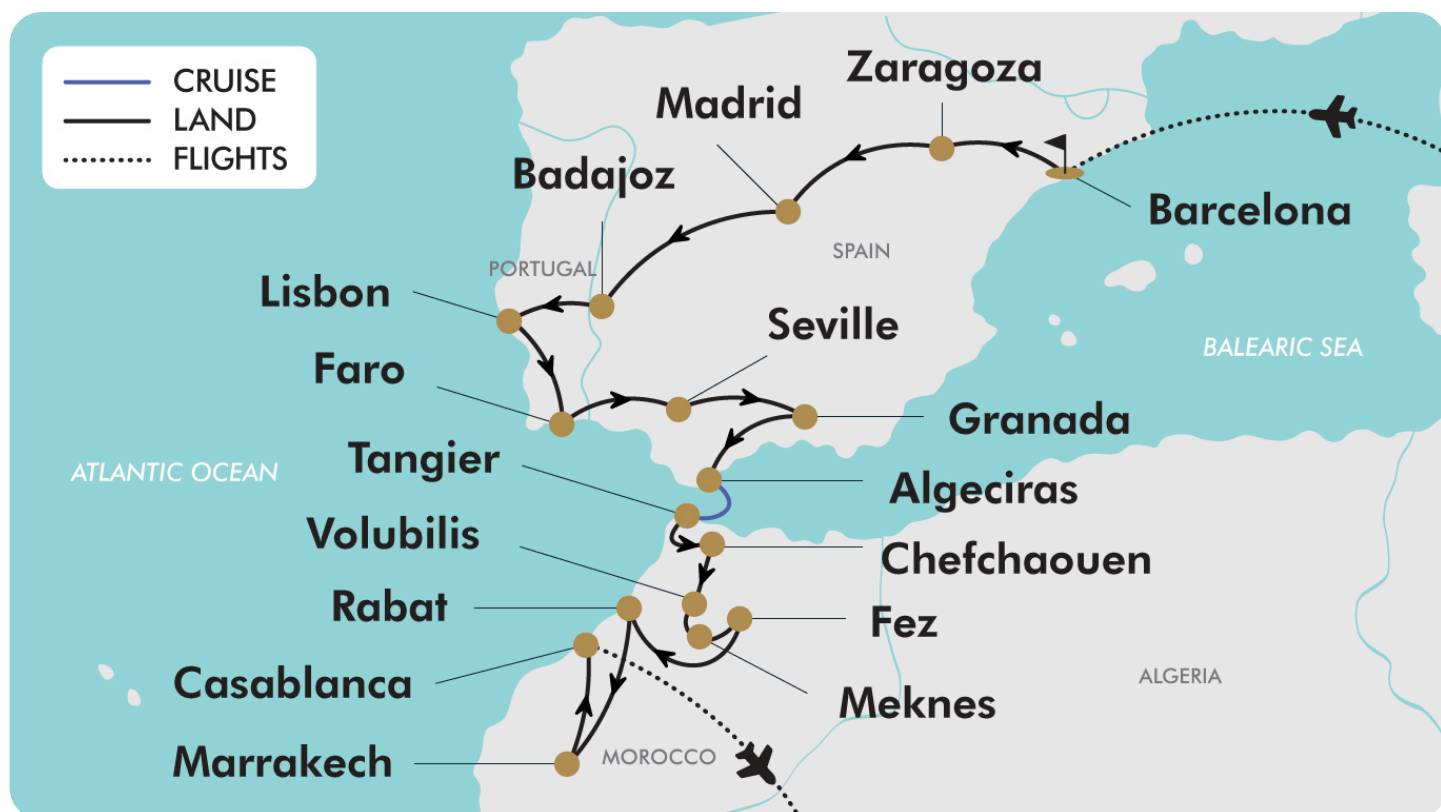 CRUISE
LAND
FLIGHTS
Zaragoza
Madrid
Badajoz
Barcelona
SPAIN
PORTUGAL
Lisbon
Seville
BALEARIC SEA
Faro
Granada
Tangier
ATLANTIC OCEAN
Algeciras
Volubilis
Chefchaouen
Rabat
Fez
Casablanca
ALGERIA
Meknes
Marrakech
MOROCCO